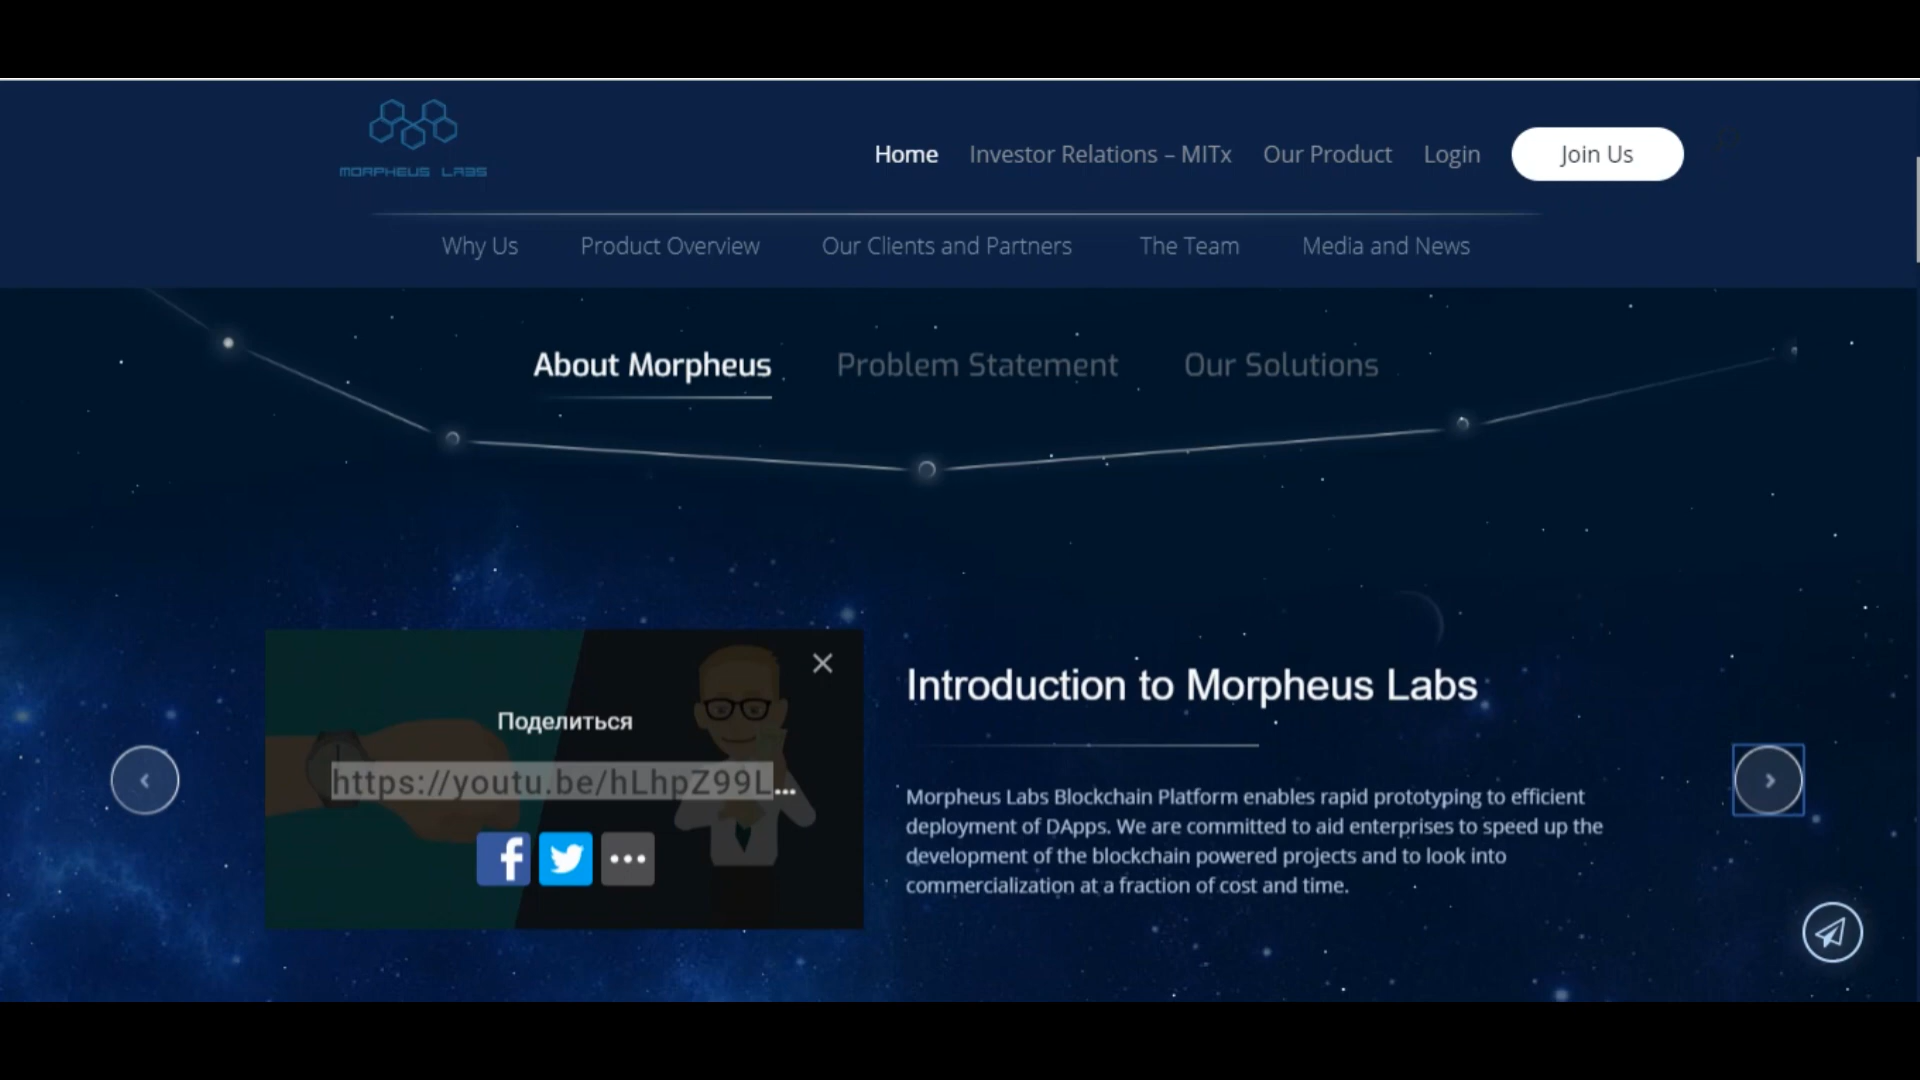 MORPHEUS LABS
Home
Investor Relations – MITx
Our Product
Login
Join Us
Why Us
Product Overview
Our Clients and Partners
The Team
Media and News
About Morpheus
Problem Statement
Our Solutions
Поделиться
https://youtu.be/hLhpZ99L...
Introduction to Morpheus Labs
Morpheus Labs Blockchain Platform enables rapid prototyping to efficient
deployment of DApps. We are committed to aid enterprises to speed up the
development of the blockchain powered projects and to look into
commercialization at a fraction of cost and time.